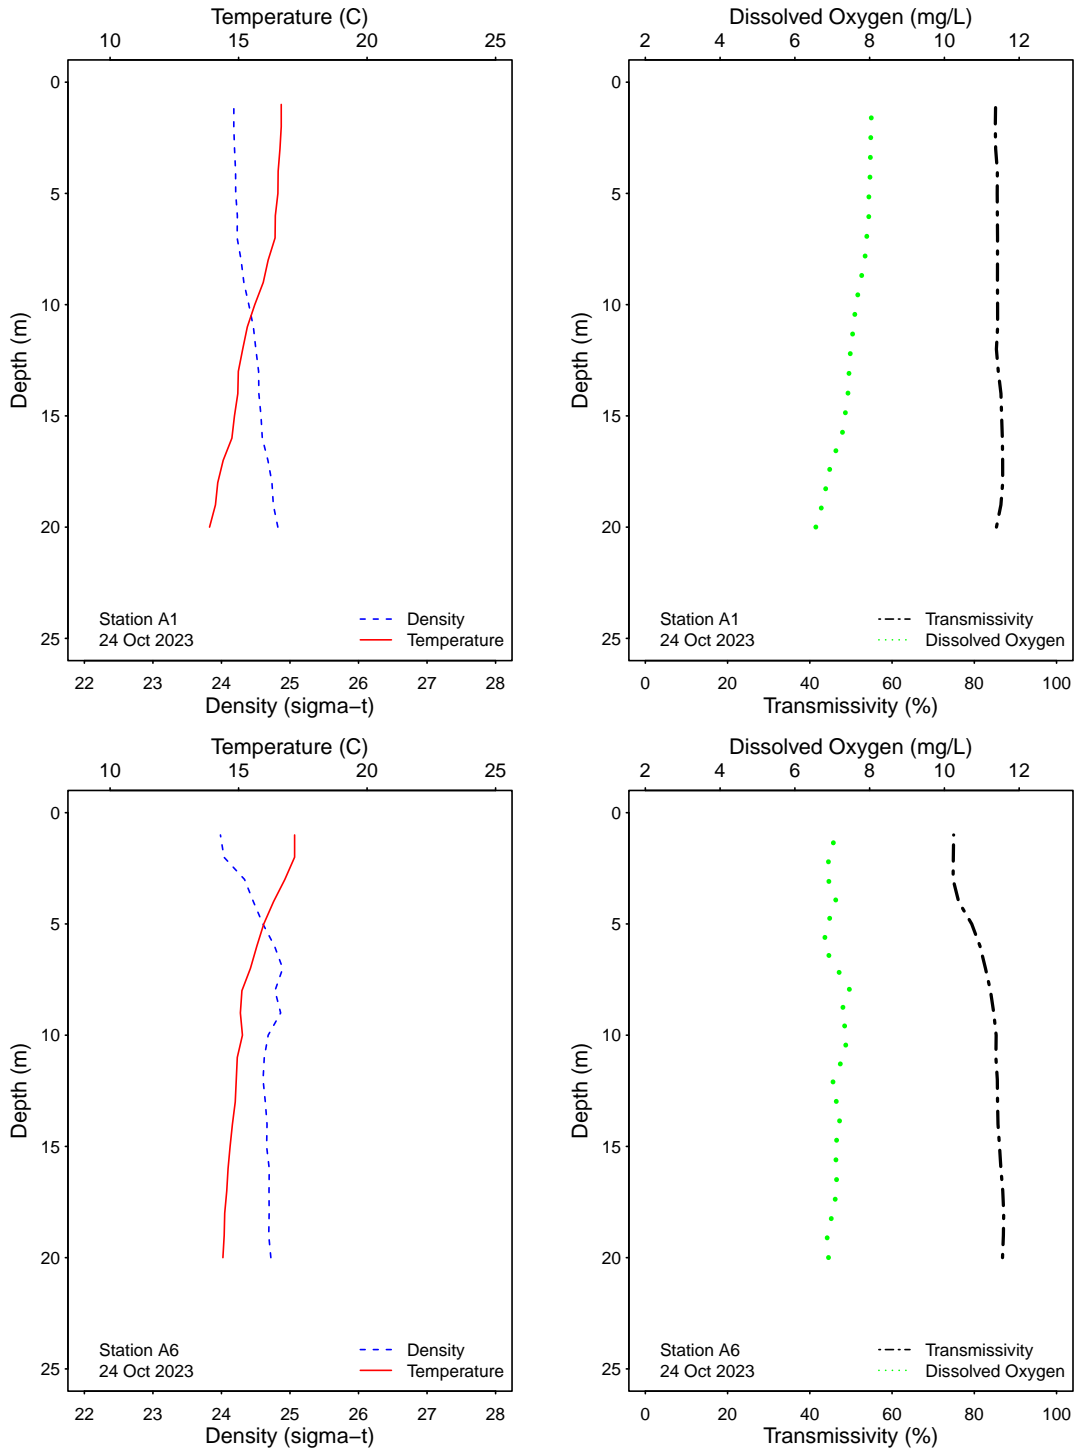 Temperature (C)
10 15 20 25
0
5
10
15
20
25
Depth (m)
Station A1
24 Oct 2023
Density
Temperature
22 23 24 25 26 27 28
Density (sigma−t)
Dissolved Oxygen (mg/L)
2 4 6 8 10 12
0
5
10
15
20
25
Depth (m)
Station A1
24 Oct 2023
Transmissivity
Dissolved Oxygen
0 20 40 60 80 100
Transmissivity (%)
Temperature (C)
10 15 20 25
0
5
10
15
20
25
Depth (m)
Station A6
24 Oct 2023
Density
Temperature
22 23 24 25 26 27 28
Density (sigma−t)
Dissolved Oxygen (mg/L)
2 4 6 8 10 12
0
5
10
15
20
25
Depth (m)
Station A6
24 Oct 2023
Transmissivity
Dissolved Oxygen
0 20 40 60 80 100
Transmissivity (%)